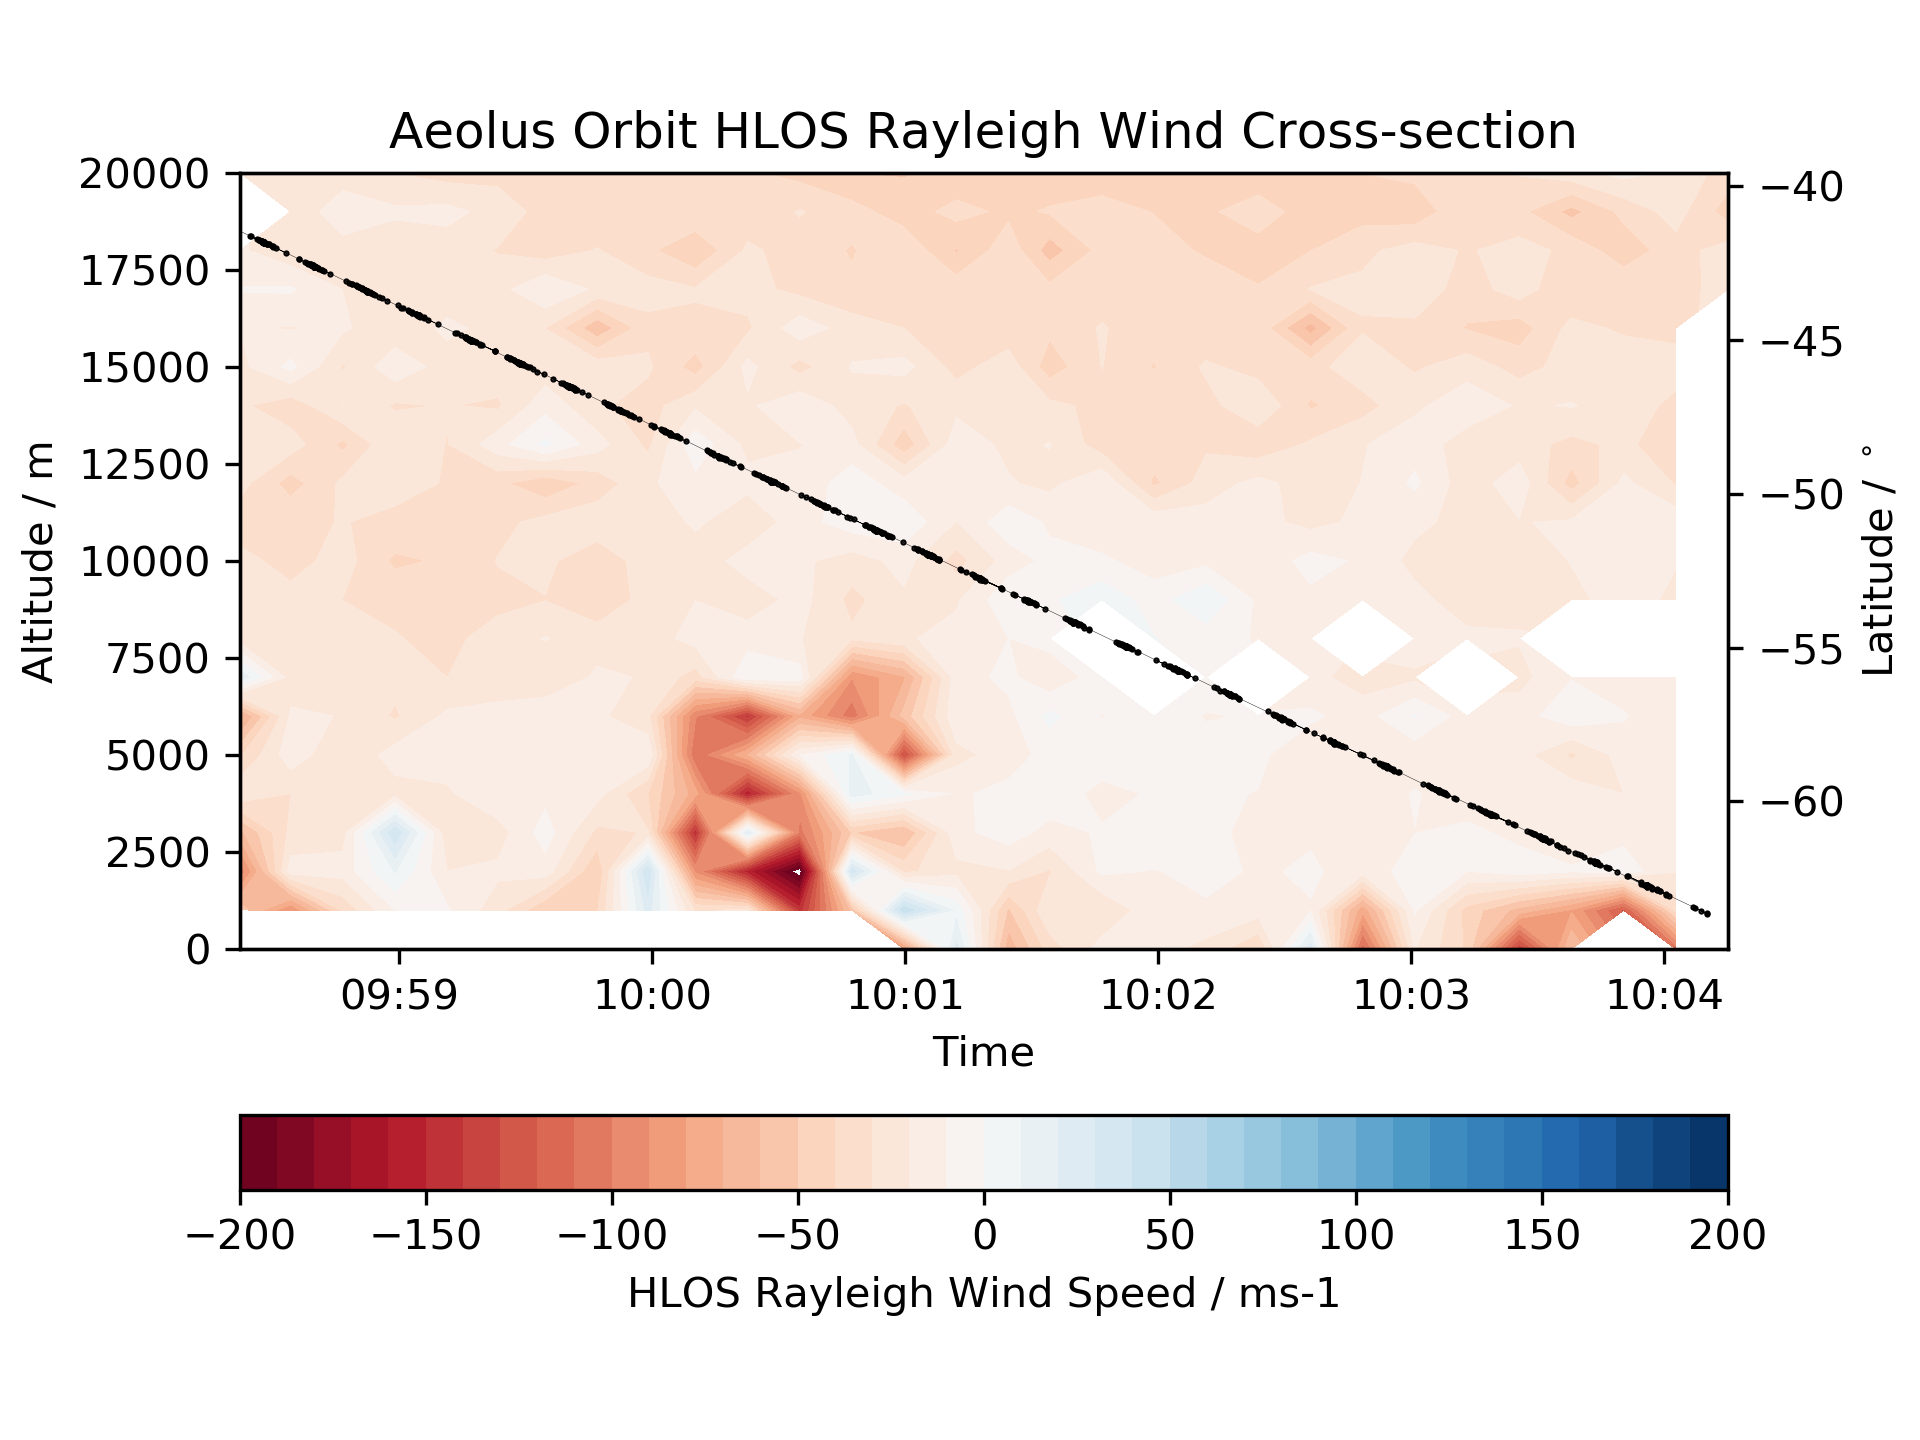 Aeolus Orbit HLOS Rayleigh Wind Cross-section
20000
17500
15000
12500
10000
7500
5000
2500
0
Altitude / m
−40
−45
−50
−55
−60
Latitude / °
09:59 10:00 10:01 10:02 10:03 10:04
Time
−200 −150 −100 −50 0 50 100 150 200
HLOS Rayleigh Wind Speed / ms-1